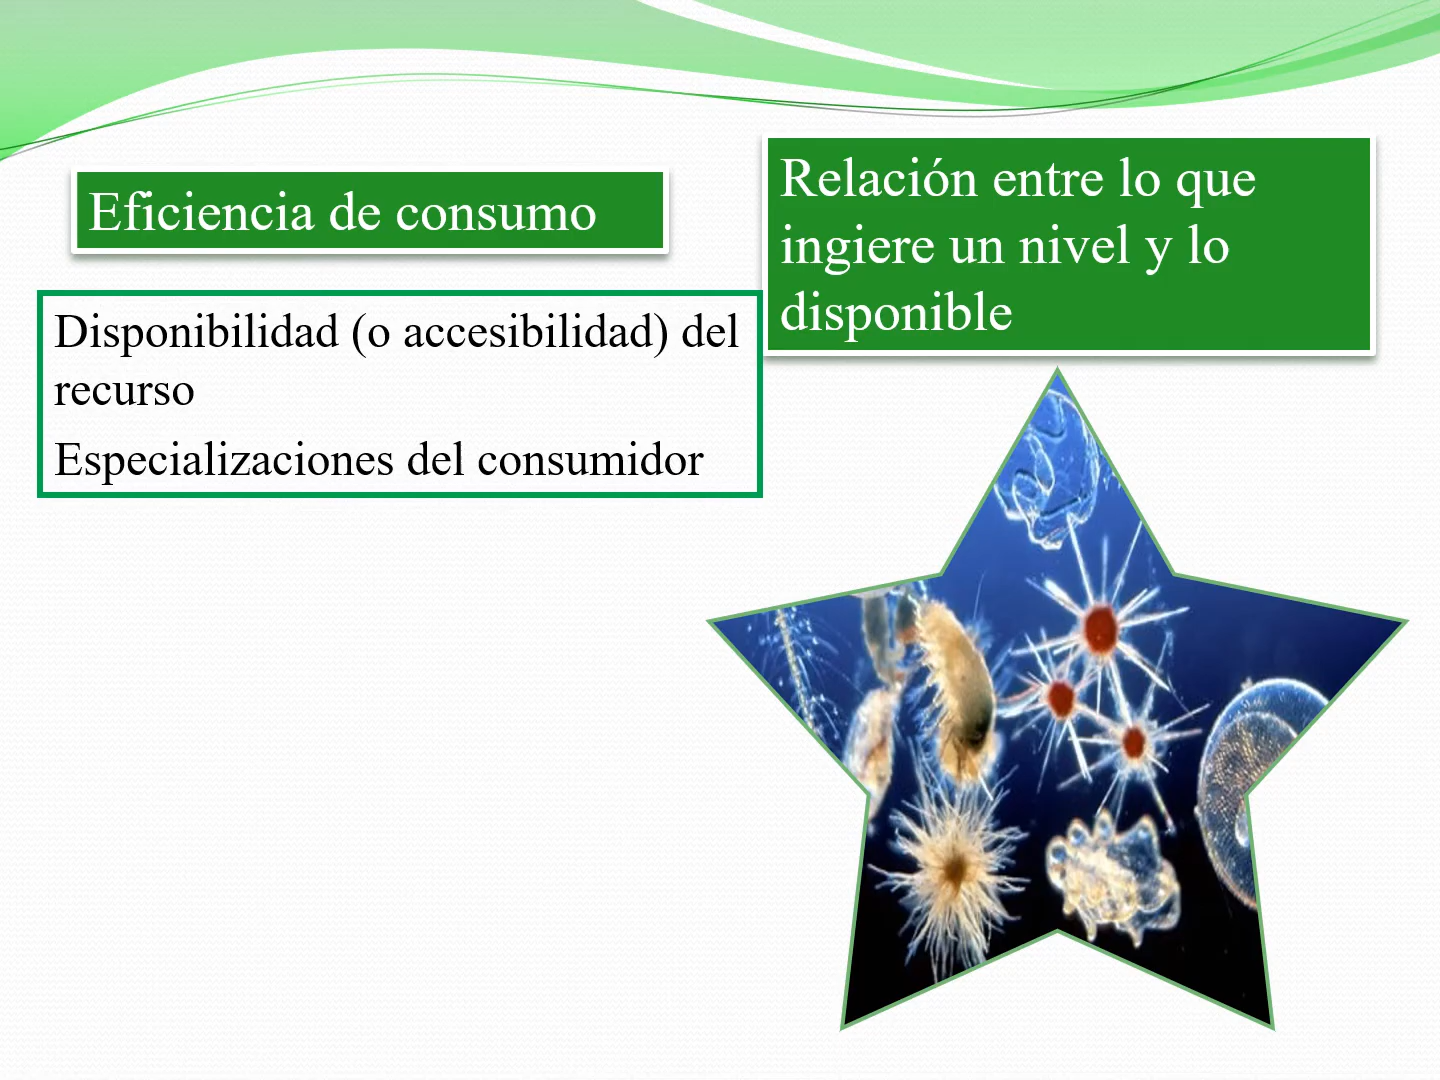 Eficiencia de consumo
Relación entre lo que
ingiere un nivel y lo
disponible
Disponibilidad (o accesibilidad) del
recurso
Especializaciones del consumidor